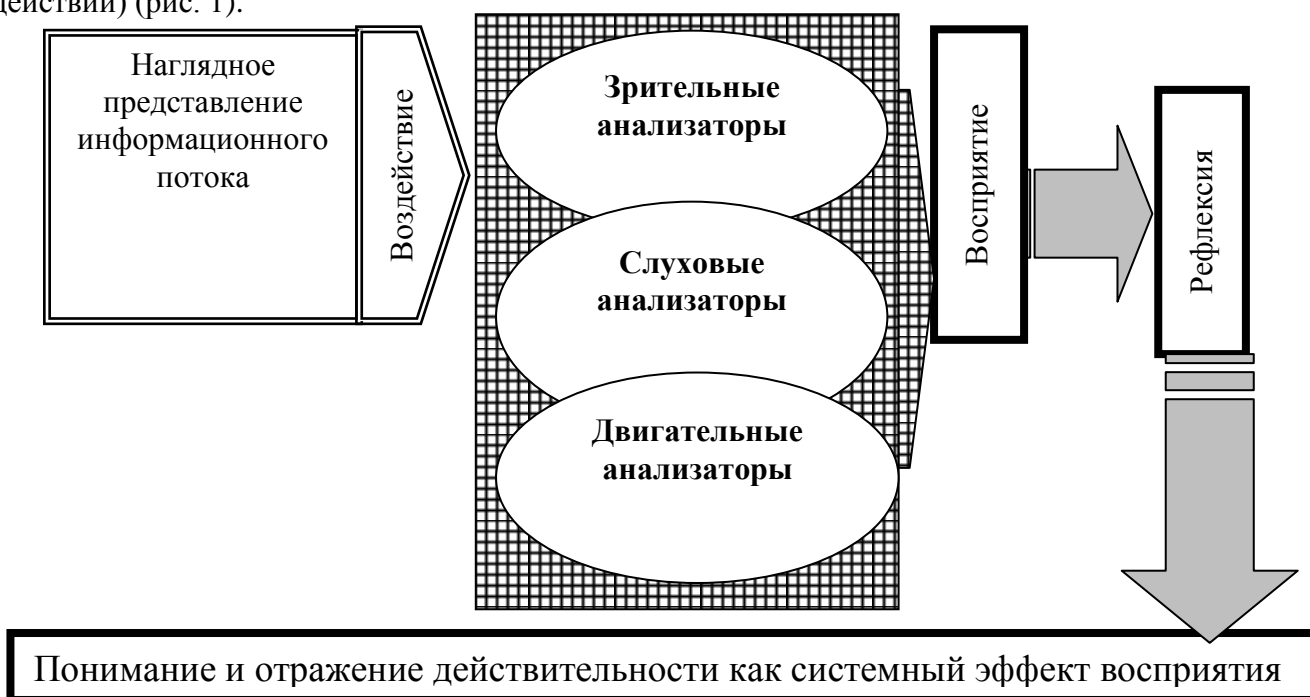 действий) (рис. 1).
Наглядное
представление
информационного
потока
Воздействие
Зрительные
анализаторы
Слуховые
анализаторы
Двигательные
анализаторы
Восприятие
Рефлексия
Понимание и отражение действительности как системный эффект восприятия